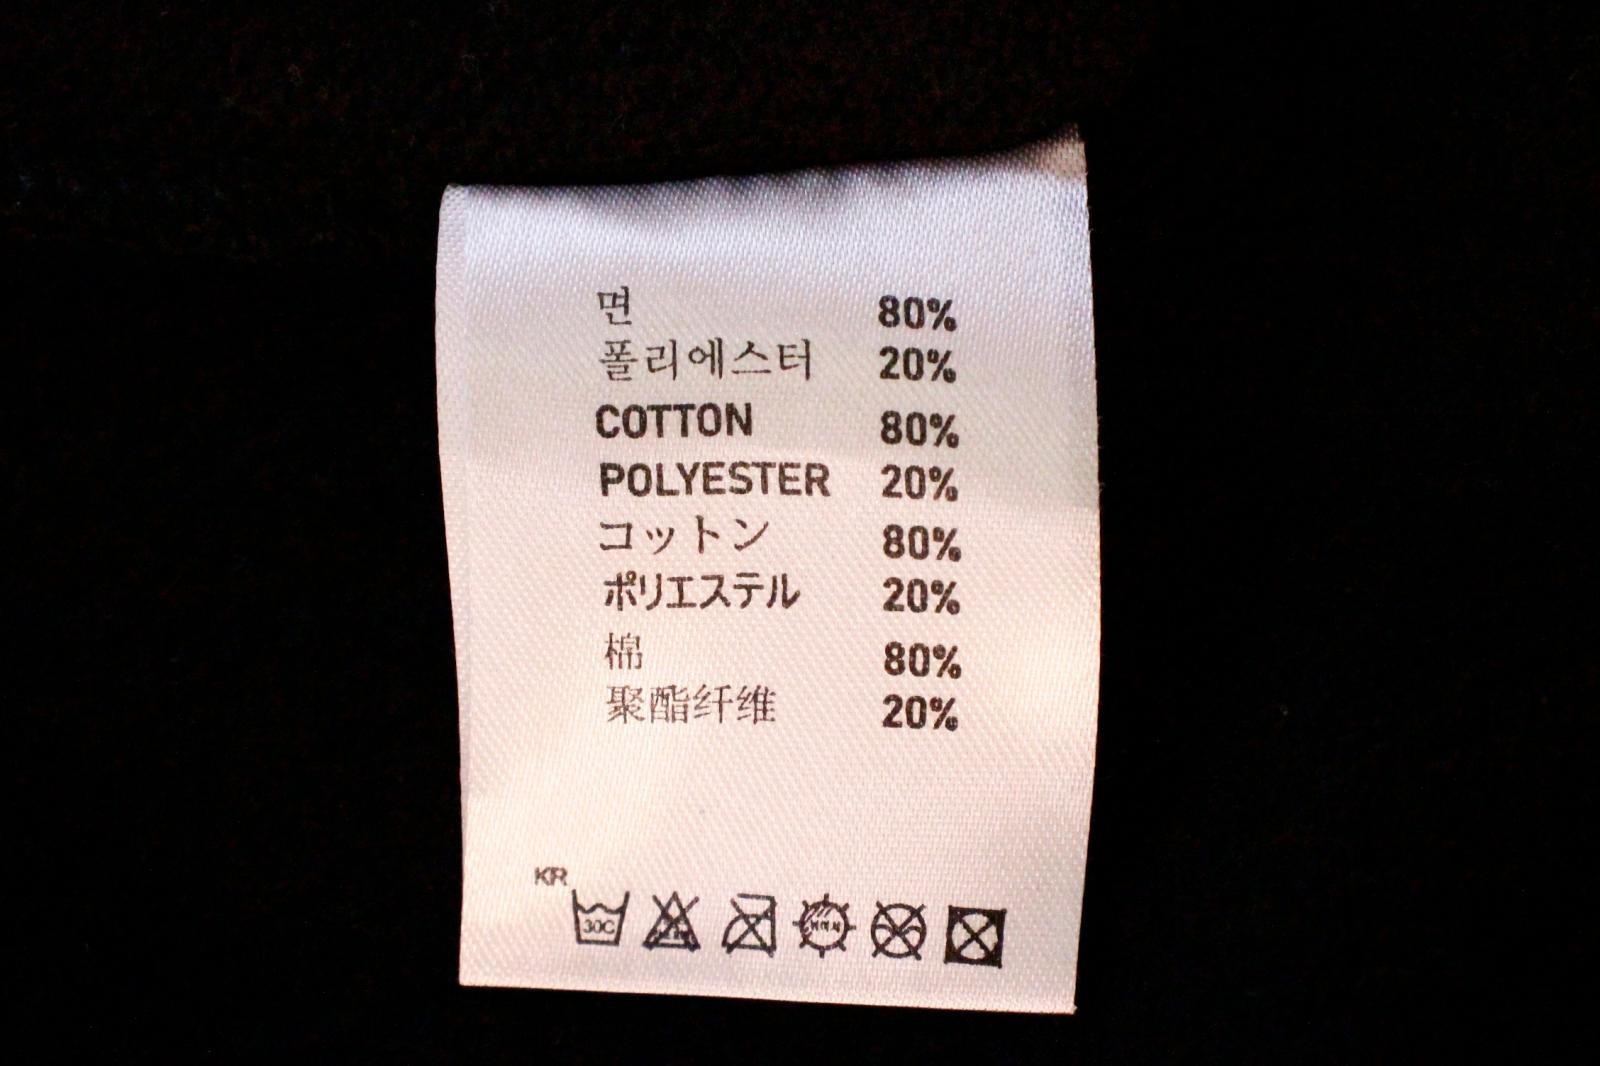 면 80%
폴리에스터 20%
COTTON 80%
POLYESTER 20%
コットン 80%
ポリエステル 20%
棉 80%
聚酯纤维 20%
KR
30C